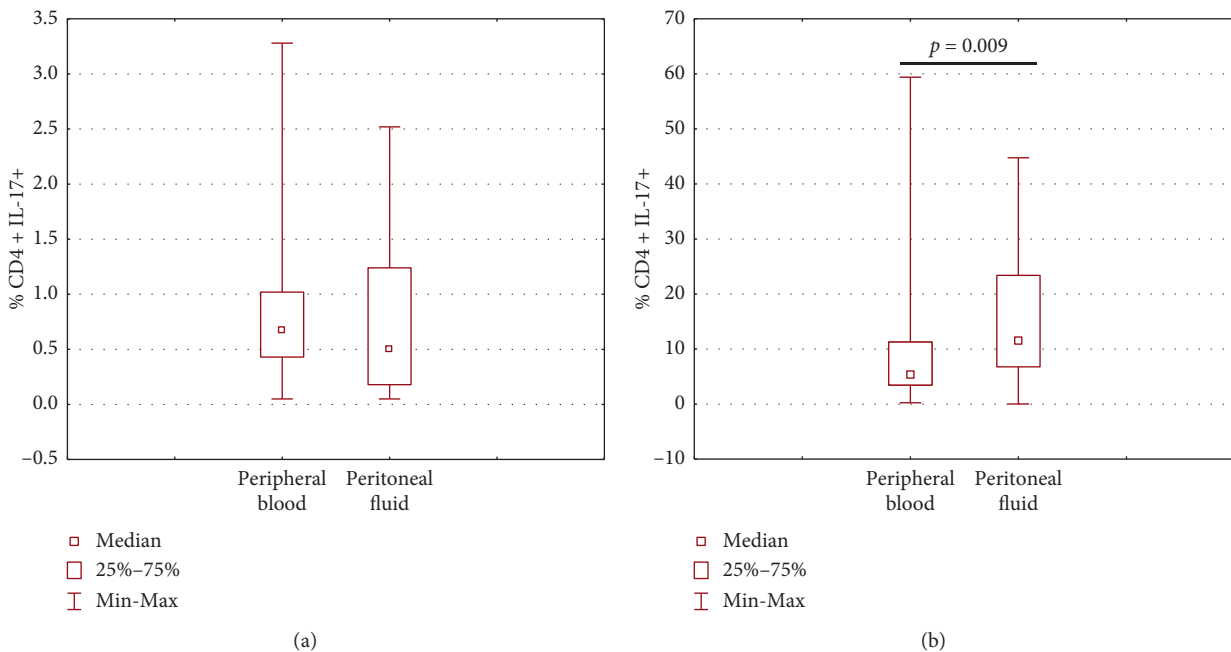 3.5
3.0
2.5
2.0
1.5
1.0
0.5
0.0
–0.5
% CD4 + IL-17+
Peripheral
blood
Peritoneal
fluid
Median
25%–75%
Min-Max
(a)
70
60
50
40
30
20
10
0
–10
% CD4 + IL-17+
p = 0.009
Peripheral
blood
Peritoneal
fluid
Median
25%–75%
Min-Max
(b)